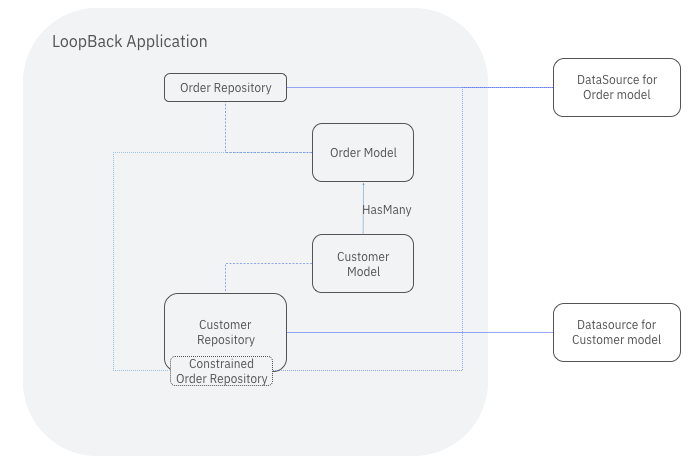 LoopBack Application
Order Repository
DataSource for
Order model
Order Model
HasMany
Customer
Model
Customer
Repository
Datasource for
Customer model
Constrained
Order Repository